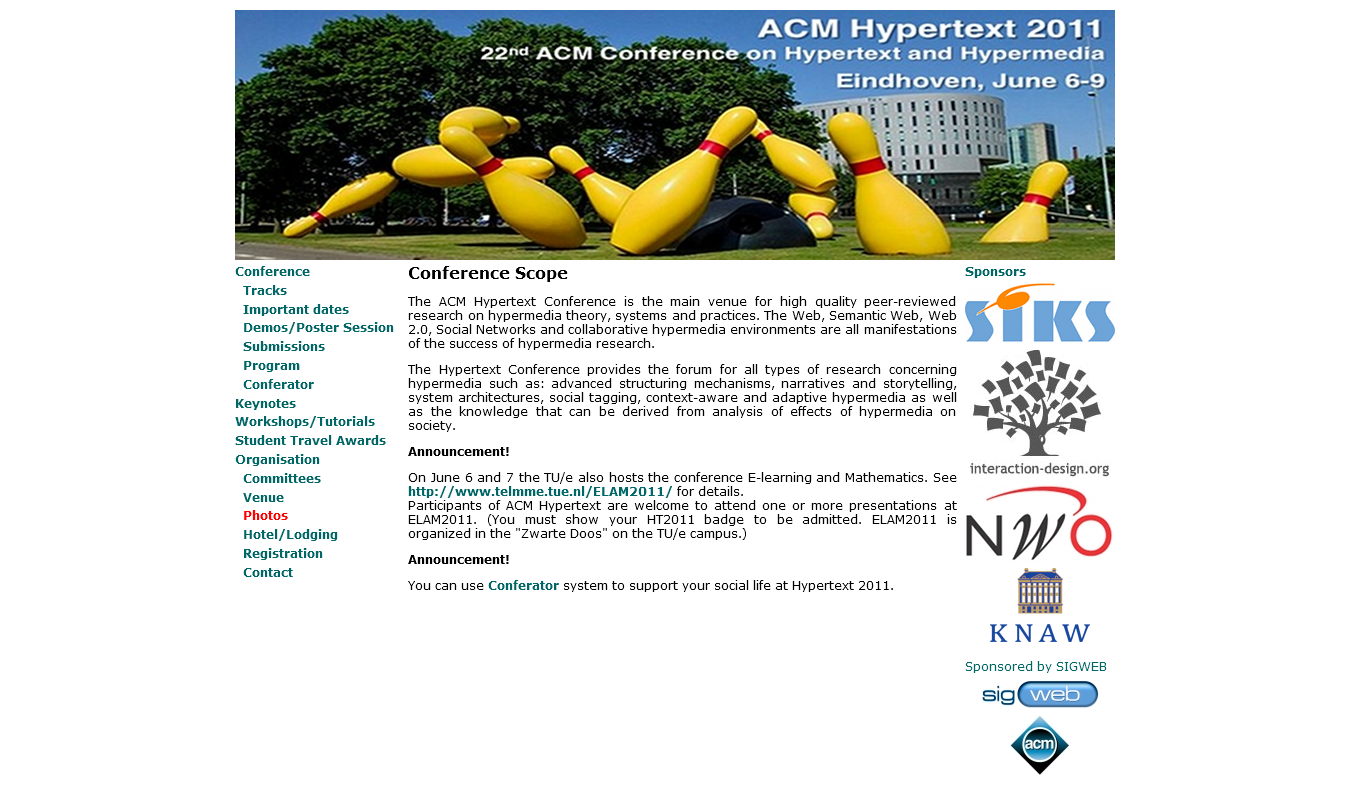 ACM Hypertext 2011
22nd ACM Conference on Hypertext and Hypermedia
Eindhoven, June 6-9
Conference
Tracks
Important dates
Demos/Poster Session
Submissions
Program
Conferator
Keynotes
Workshops/Tutorials
Student Travel Awards
Organisation
Committees
Venue
Photos
Hotel/Lodging
Registration
Contact
Conference Scope
The ACM Hypertext Conference is the main venue for high quality peer-reviewed
research on hypermedia theory, systems and practices. The Web, Semantic Web, Web
2.0, Social Networks and collaborative hypermedia environments are all manifestations
of the success of hypermedia research.
The Hypertext Conference provides the forum for all types of research concerning
hypermedia such as: advanced structuring mechanisms, narratives and storytelling,
system architectures, social tagging, context-aware and adaptive hypermedia as well
as the knowledge that can be derived from analysis of effects of hypermedia on
society.
Announcement!
On June 6 and 7 the TU/e also hosts the conference E-learning and Mathematics. See
http://www.telmme.tue.nl/ELAM2011/ for details.
Participants of ACM Hypertext are welcome to attend one or more presentations at
ELAM2011. (You must show your HT2011 badge to be admitted. ELAM2011 is
organized in the "Zwarte Doos" on the TU/e campus.)
Announcement!
You can use Conferator system to support your social life at Hypertext 2011.
Sponsors
SIKS
interaction-design.org
NWO
KNAW
Sponsored by SIGWEB
sig web
acm